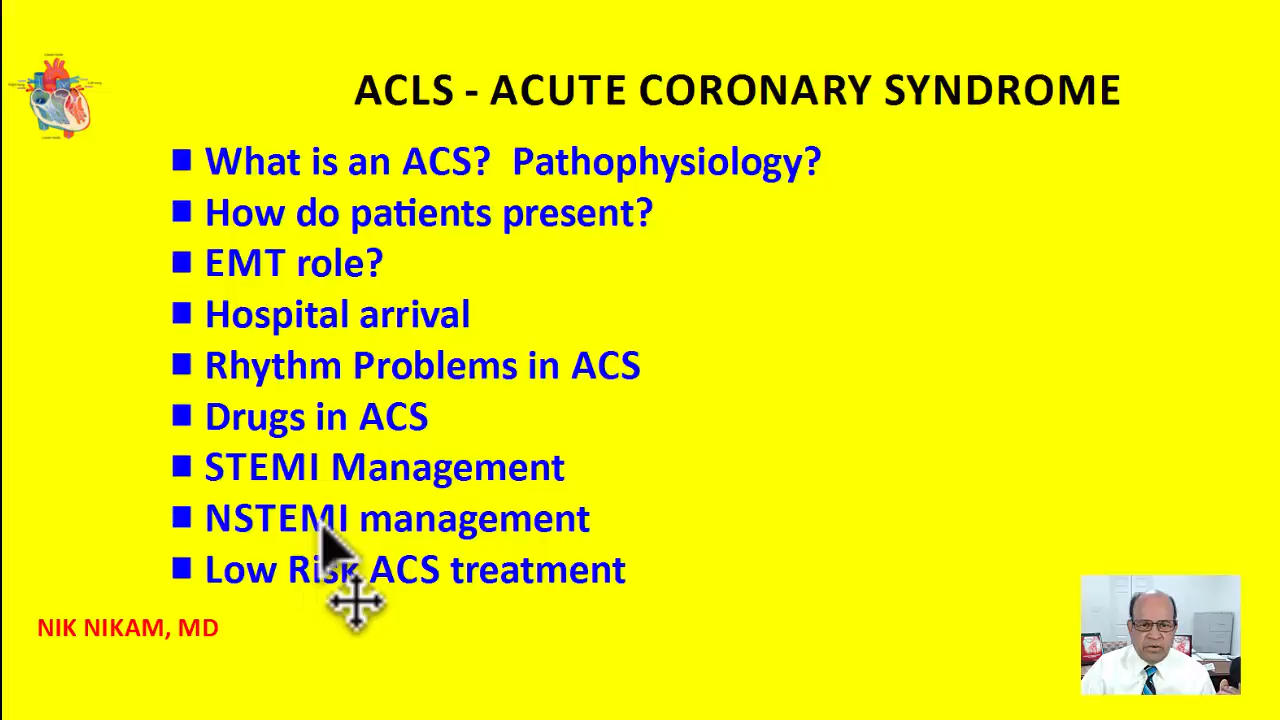 ACLS - ACUTE CORONARY SYNDROME
What is an ACS? Pathophysiology?
How do patients present?
EMT role?
Hospital arrival
Rhythm Problems in ACS
Drugs in ACS
STEMI Management
NSTEMI management
Low Risk ACS treatment
NIK NIKAM, MD